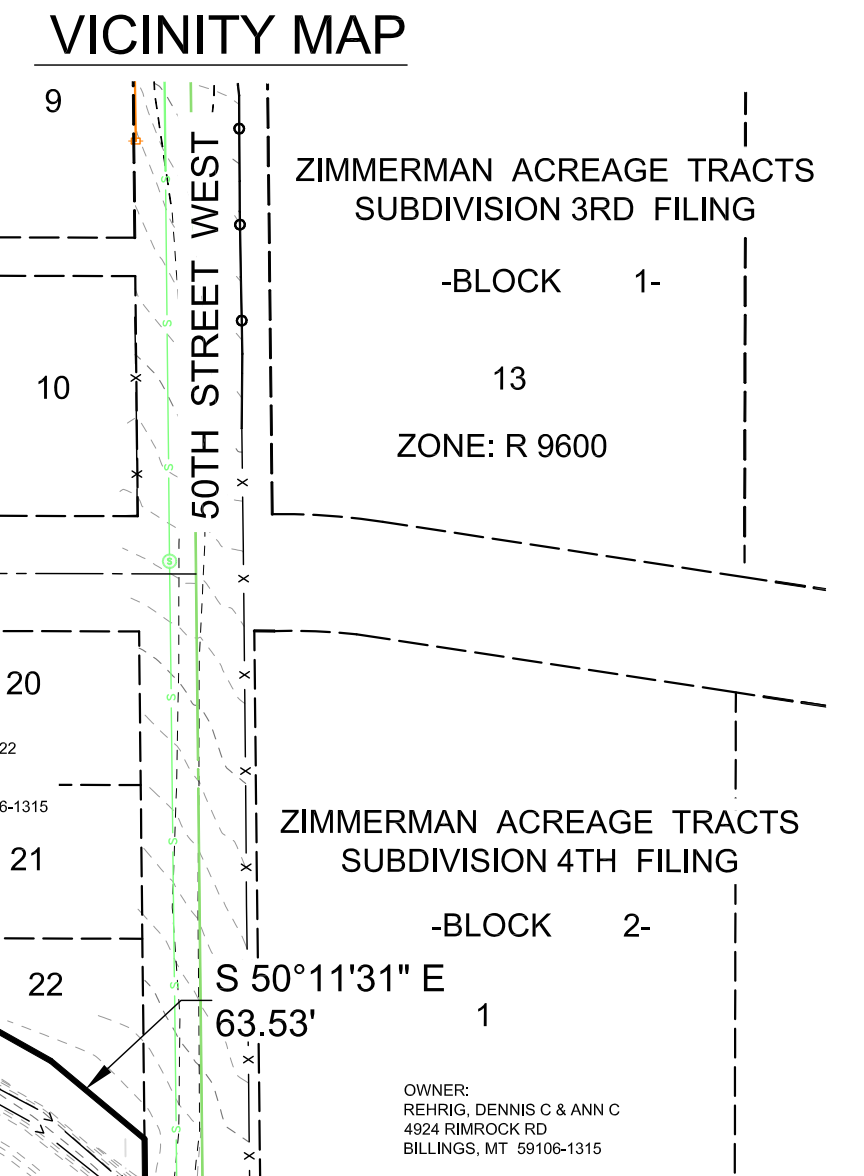 VICINITY MAP
9
50TH STREET WEST
ZIMMERMAN ACREAGE TRACTS
SUBDIVISION 3RD FILING
-BLOCK 1-
10
13
ZONE: R 9600
20
22
6-1315
21
ZIMMERMAN ACREAGE TRACTS
SUBDIVISION 4TH FILING
-BLOCK 2-
22
S 50°11'31" E
63.53'
1
OWNER:
REHRIG, DENNIS C & ANN C
4924 RIMROCK RD
BILLINGS, MT 59106-1315